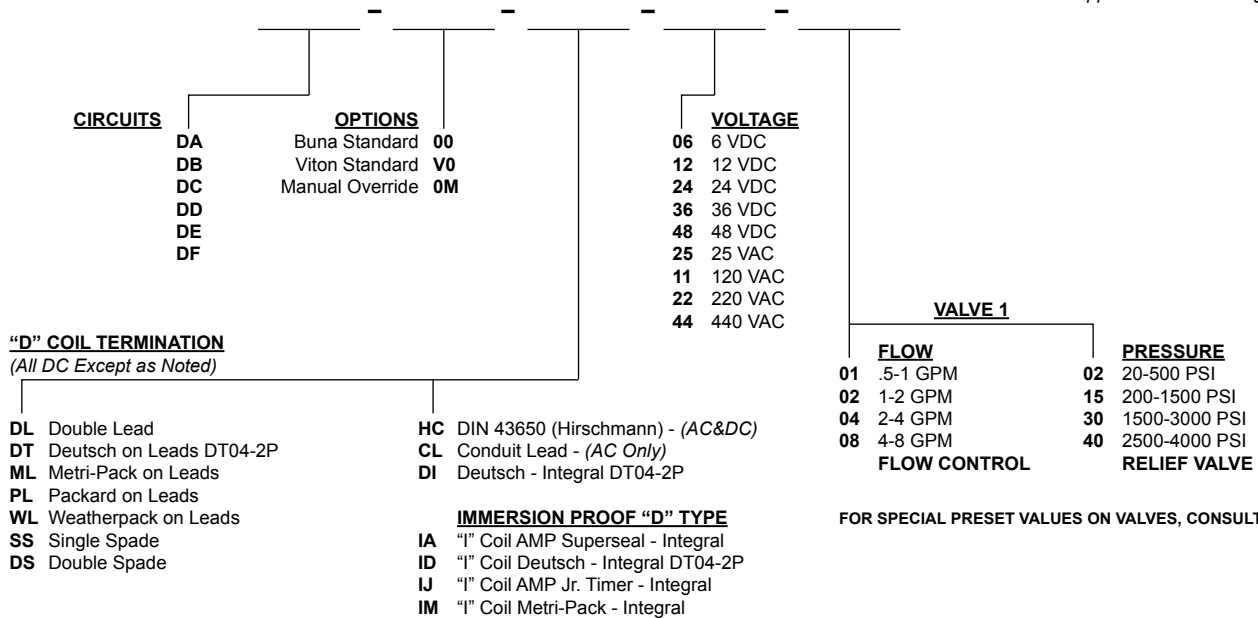 – – – –
CIRCUITS
DA
DB
DC
DD
DE
DF
OPTIONS
Buna Standard 00
Viton Standard V0
Manual Override 0M
VOLTAGE
06 6 VDC
12 12 VDC
24 24 VDC
36 36 VDC
48 48 VDC
25 25 VAC
11 120 VAC
22 220 VAC
44 440 VAC
"D" COIL TERMINATION
(All DC Except as Noted)
DL Double Lead
DT Deutsch on Leads DT04-2P
ML Metri-Pack on Leads
PL Packard on Leads
WL Weatherpack on Leads
SS Single Spade
DS Double Spade
HC DIN 43650 (Hirschmann) - (AC&DC)
CL Conduit Lead - (AC Only)
DI Deutsch - Integral DT04-2P
IMMERSION PROOF "D" TYPE
IA "I" Coil AMP Superseal - Integral
ID "I" Coil Deutsch - Integral DT04-2P
IJ "I" Coil AMP Jr. Timer - Integral
IM "I" Coil Metri-Pack - Integral
VALVE 1
FLOW
01 .5-1 GPM
02 1-2 GPM
04 2-4 GPM
08 4-8 GPM
FLOW CONTROL
PRESSURE
02 20-500 PSI
15 200-1500 PSI
30 1500-3000 PSI
40 2500-4000 PSI
RELIEF VALVE
FOR SPECIAL PRESET VALUES ON VALVES, CONSULT